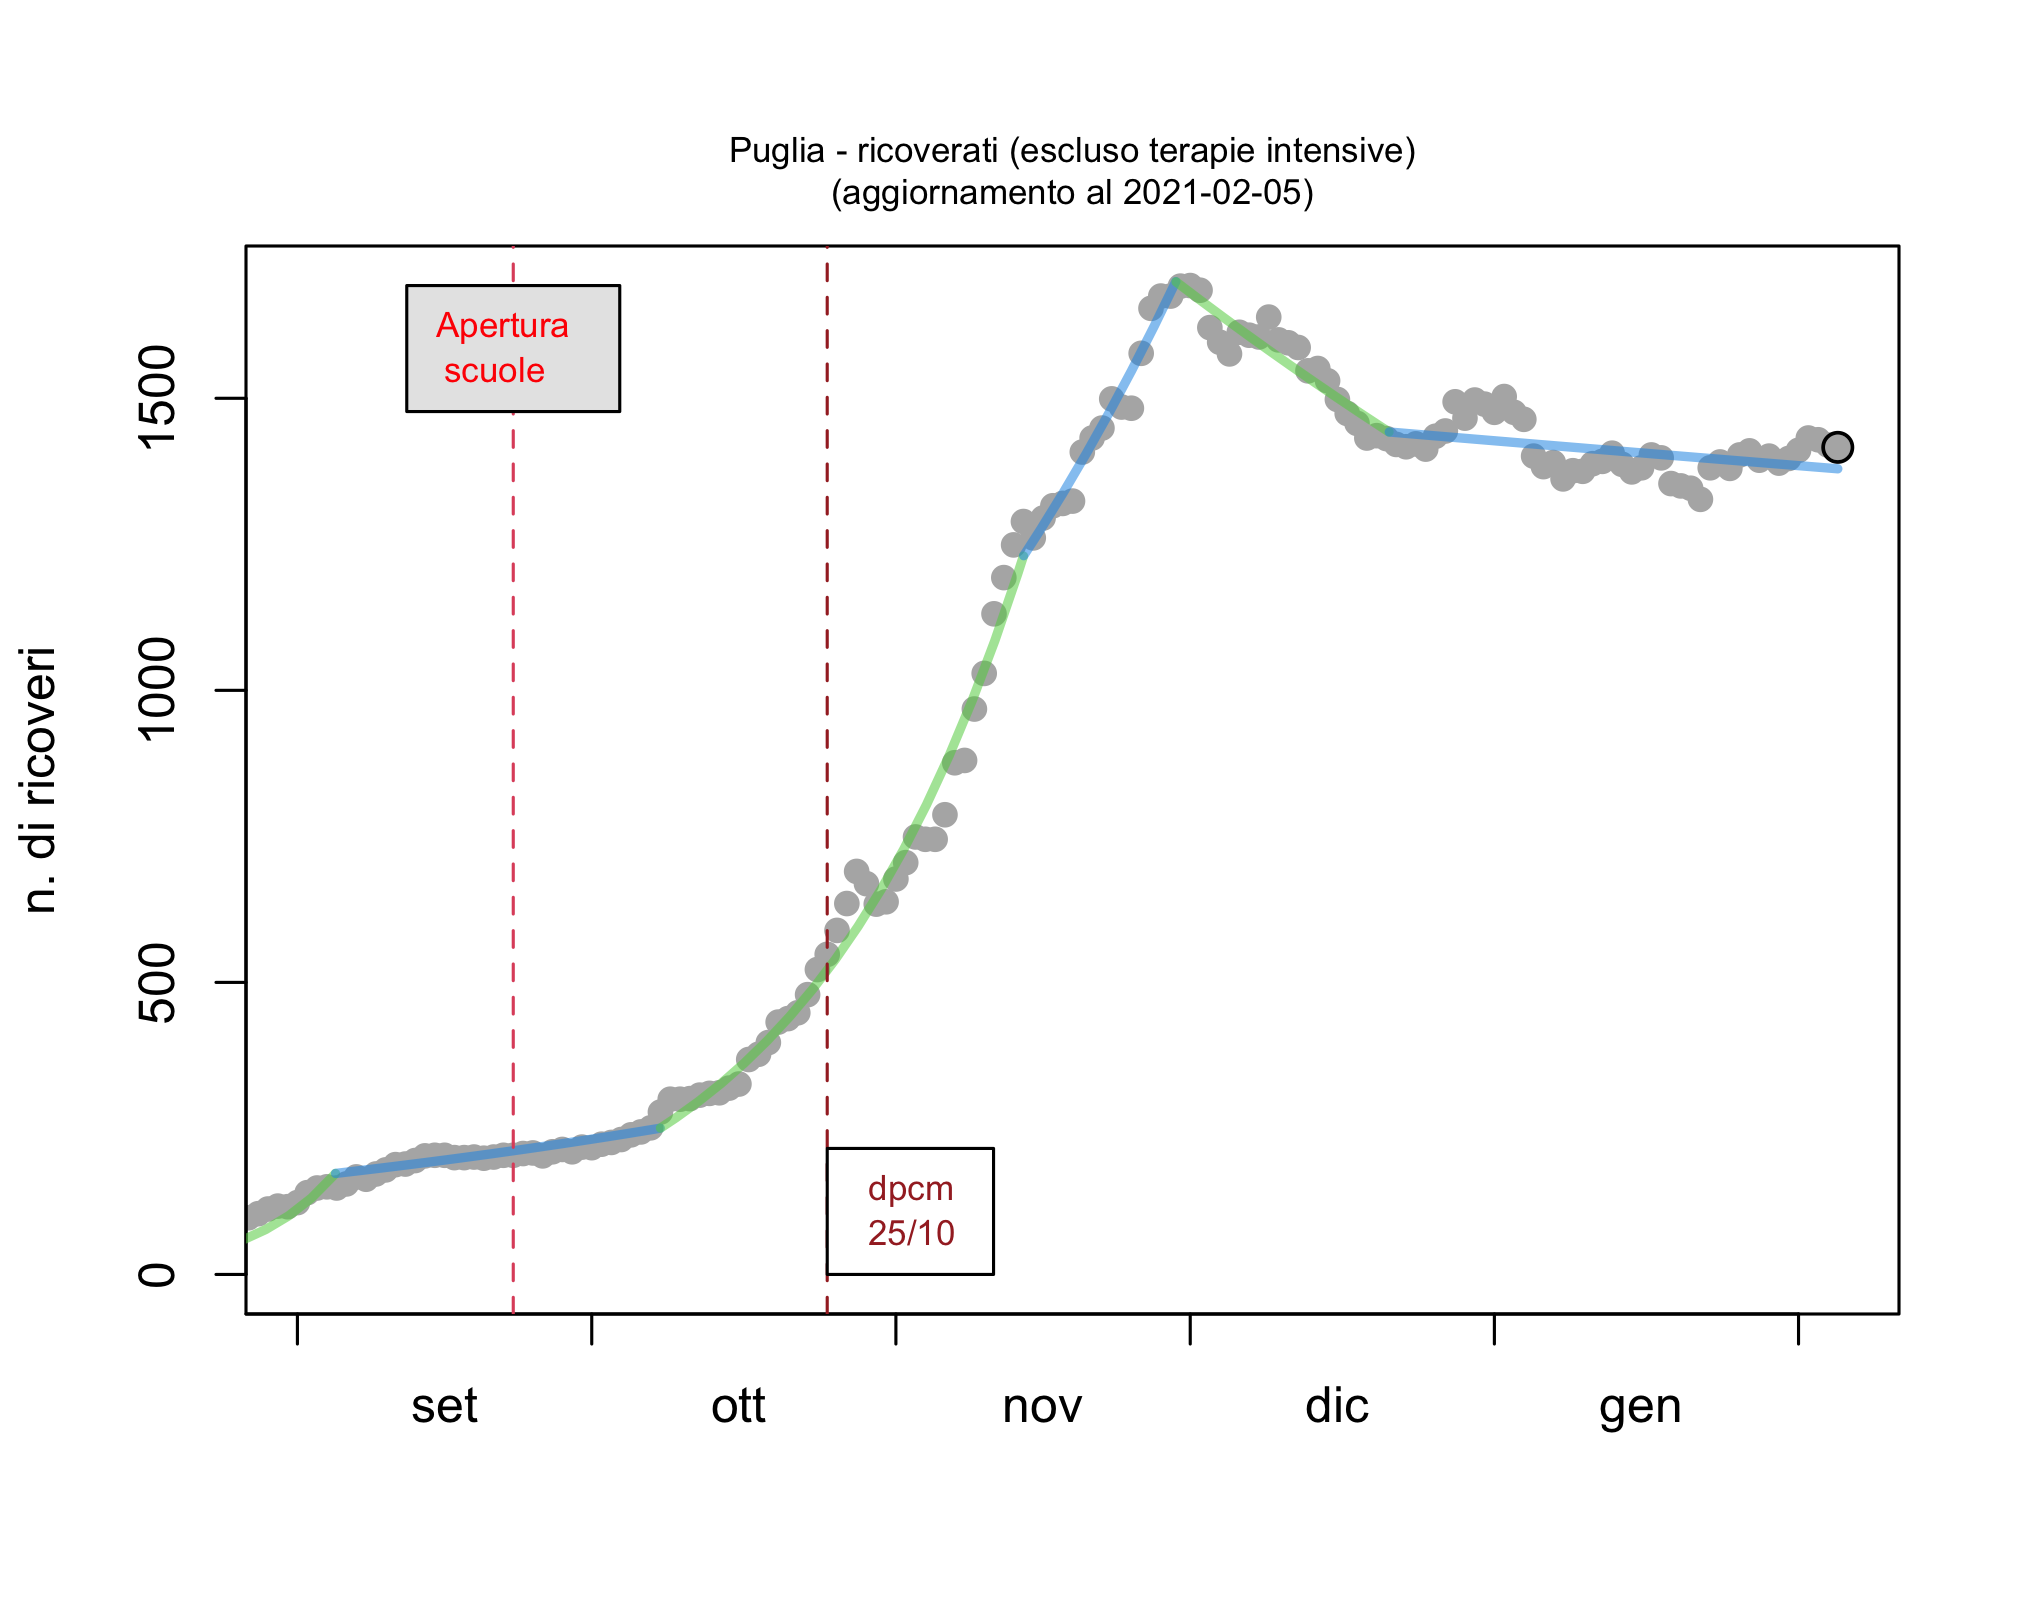 Puglia - ricoverati (escluso terapie intensive)
(aggiornamento al 2021-02-05)
Apertura
scuole
n. di ricoveri
1500
1000
500
0
dpcm
25/10
set
ott
nov
dic
gen